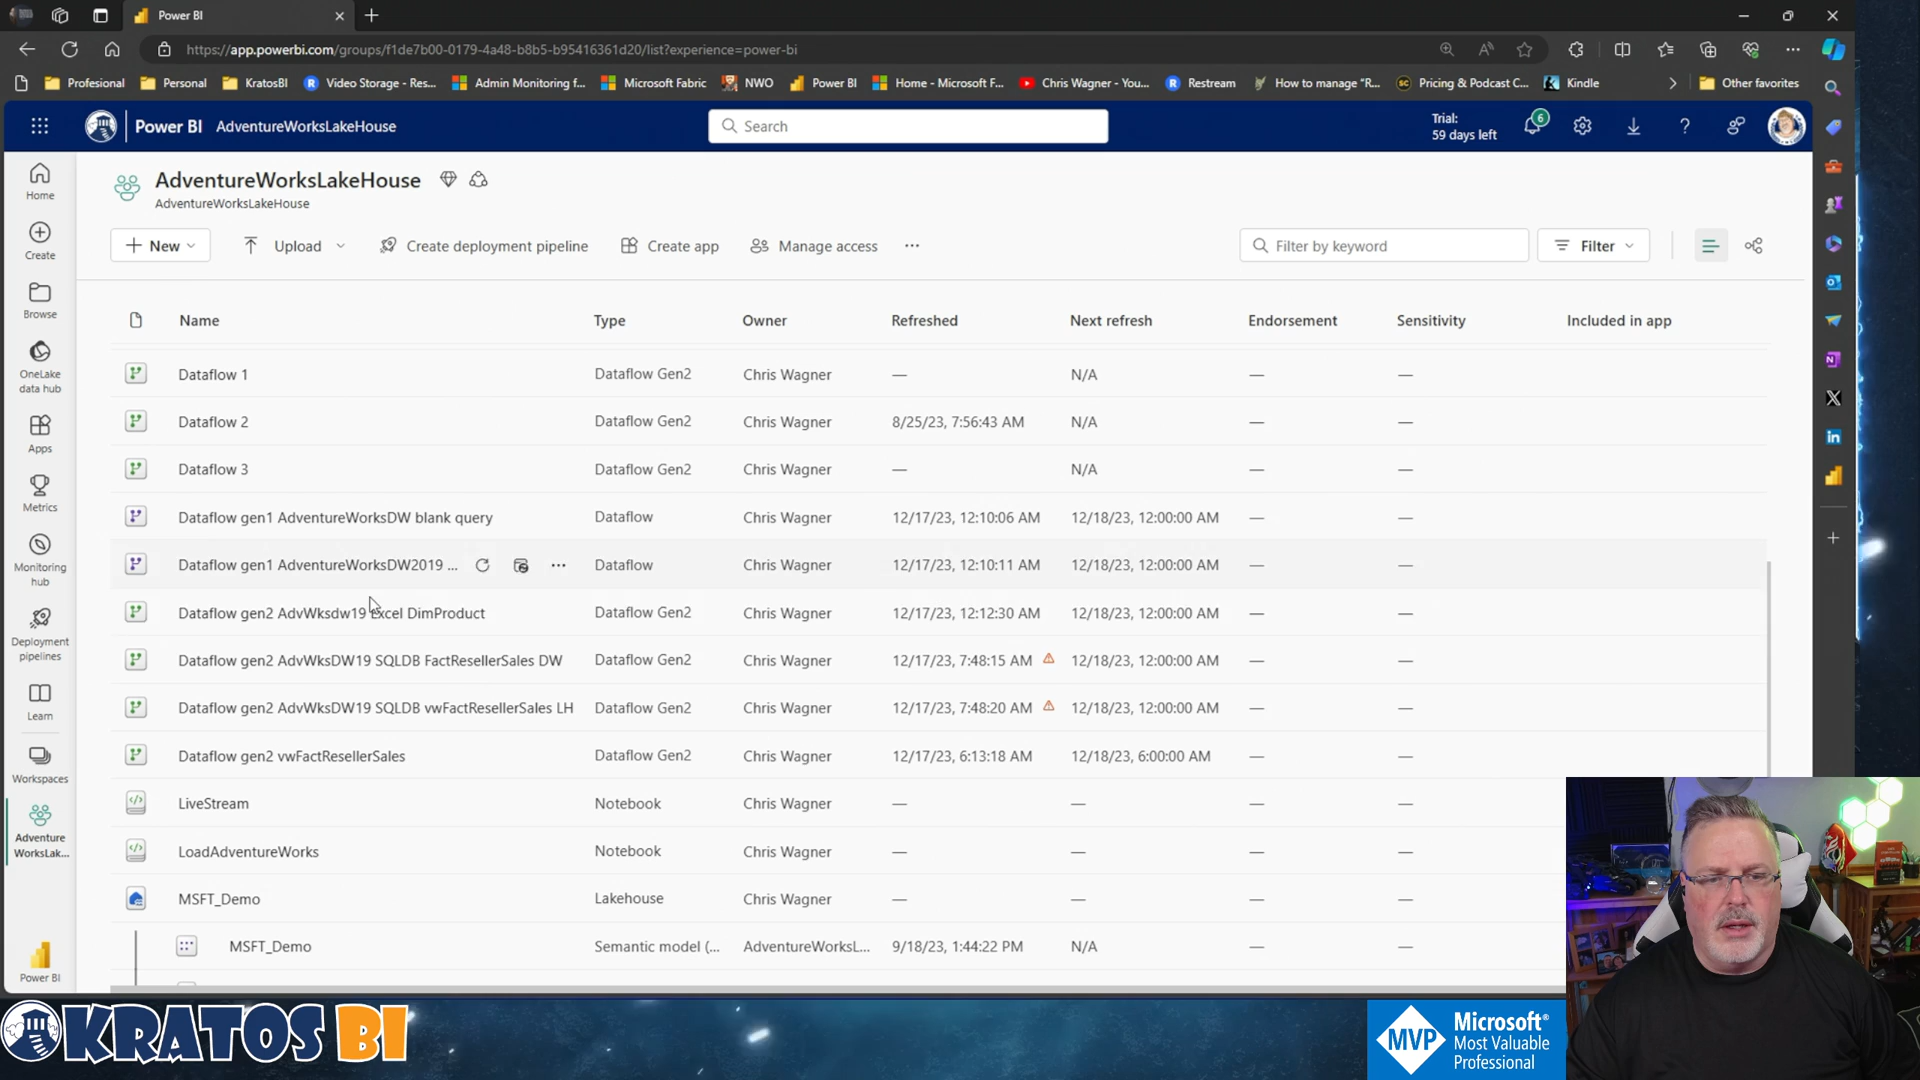 Power BI
https://app.powerbi.com/groups/f1de7b00-0179-4a48-b8b5-b95416361d20/list?experience=power-bi
Profesional
Personal
KratosBI
Video Storage - Res...
Admin Monitoring f...
Microsoft Fabric
NWO
Power BI
Home - Microsoft F...
Chris Wagner - You...
Restream
How to manage "R...
Pricing & Podcast C...
Kindle
Other favorites
Power BI AdventureWorksLakeHouse
Search
Trial:
59 days left
6
Home
Create
Browse
OneLake
data hub
Apps
Metrics
Monitoring
hub
Deployment
pipelines
Learn
Workspaces
Adventure
WorksLak...
Power BI
AdventureWorksLakeHouse
AdventureWorksLakeHouse
New
Upload
Create deployment pipeline
Create app
Manage access
Filter by keyword
Filter
Name Type Owner Refreshed Next refresh Endorsement Sensitivity Included in app
Dataflow 1 Dataflow Gen2 Chris Wagner — N/A — —
Dataflow 2 Dataflow Gen2 Chris Wagner 8/25/23, 7:56:43 AM N/A — —
Dataflow 3 Dataflow Gen2 Chris Wagner — N/A — —
Dataflow gen1 AdventureWorksDW blank query Dataflow Chris Wagner 12/17/23, 12:10:06 AM 12/18/23, 12:00:00 AM — —
Dataflow gen1 AdventureWorksDW2019 ... Dataflow Chris Wagner 12/17/23, 12:10:11 AM 12/18/23, 12:00:00 AM — —
Dataflow gen2 AdvWksdw19 Excel DimProduct Dataflow Gen2 Chris Wagner 12/17/23, 12:12:30 AM 12/18/23, 12:00:00 AM — —
Dataflow gen2 AdvWksDW19 SQLDB FactResellerSales DW Dataflow Gen2 Chris Wagner 12/17/23, 7:48:15 AM 12/18/23, 12:00:00 AM — —
Dataflow gen2 AdvWksDW19 SQLDB vwFactResellerSales LH Dataflow Gen2 Chris Wagner 12/17/23, 7:48:20 AM 12/18/23, 12:00:00 AM — —
Dataflow gen2 vwFactResellerSales Dataflow Gen2 Chris Wagner 12/17/23, 6:13:18 AM 12/18/23, 6:00:00 AM — —
LiveStream Notebook Chris Wagner — — — —
LoadAdventureWorks Notebook Chris Wagner — — — —
MSFT_Demo Lakehouse Chris Wagner — — — —
MSFT_Demo Semantic model (... AdventureWorksL... 9/18/23, 1:44:22 PM N/A — —
KRATOS BI
MVP
Microsoft®
Most Valuable
Professional